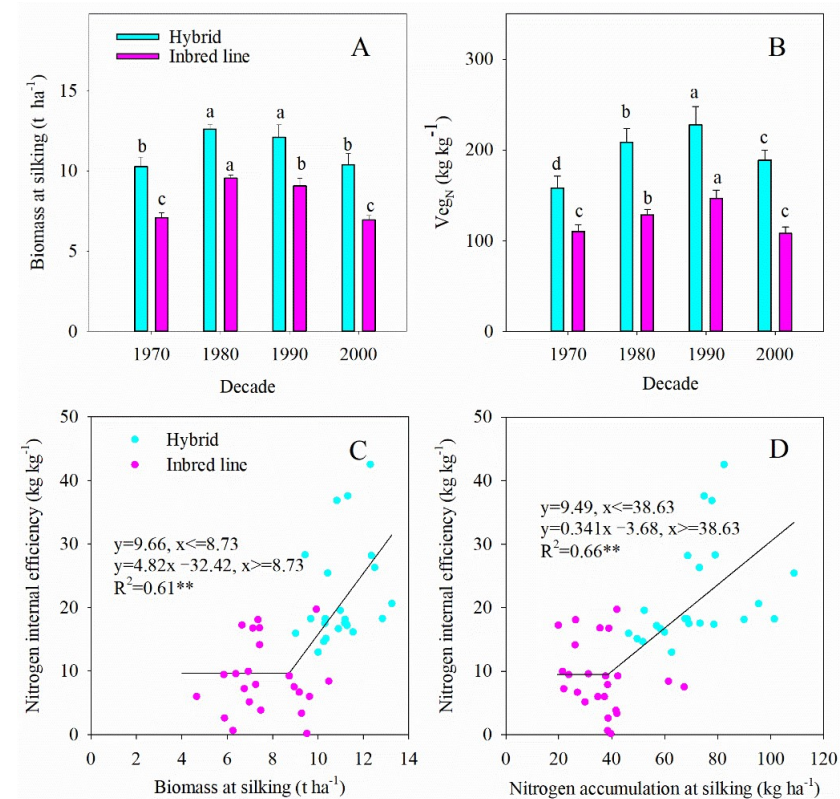 A
Hybrid
Inbred line
Biomass at silking (t ha⁻¹)
15
10
5
0
b
c
a
a
a
b
b
c
1970 1980 1990 2000
Decade
B
Veg_N (kg kg⁻¹)
300
200
100
0
d
c
b
b
a
a
c
c
1970 1980 1990 2000
Decade
C
Hybrid
Inbred line
Nitrogen internal efficiency (kg kg⁻¹)
50
40
30
20
10
0
y=9.66, x<=8.73
y=4.82x −32.42, x>=8.73
R²=0.61**
0 2 4 6 8 10 12 14
Biomass at silking (t ha⁻¹)
D
Nitrogen internal efficiency (kg kg⁻¹)
50
40
30
20
10
0
y=9.49, x<=38.63
y=0.341x −3.68, x>=38.63
R²=0.66**
0 20 40 60 80 100 120
Nitrogen accumulation at silking (kg ha⁻¹)